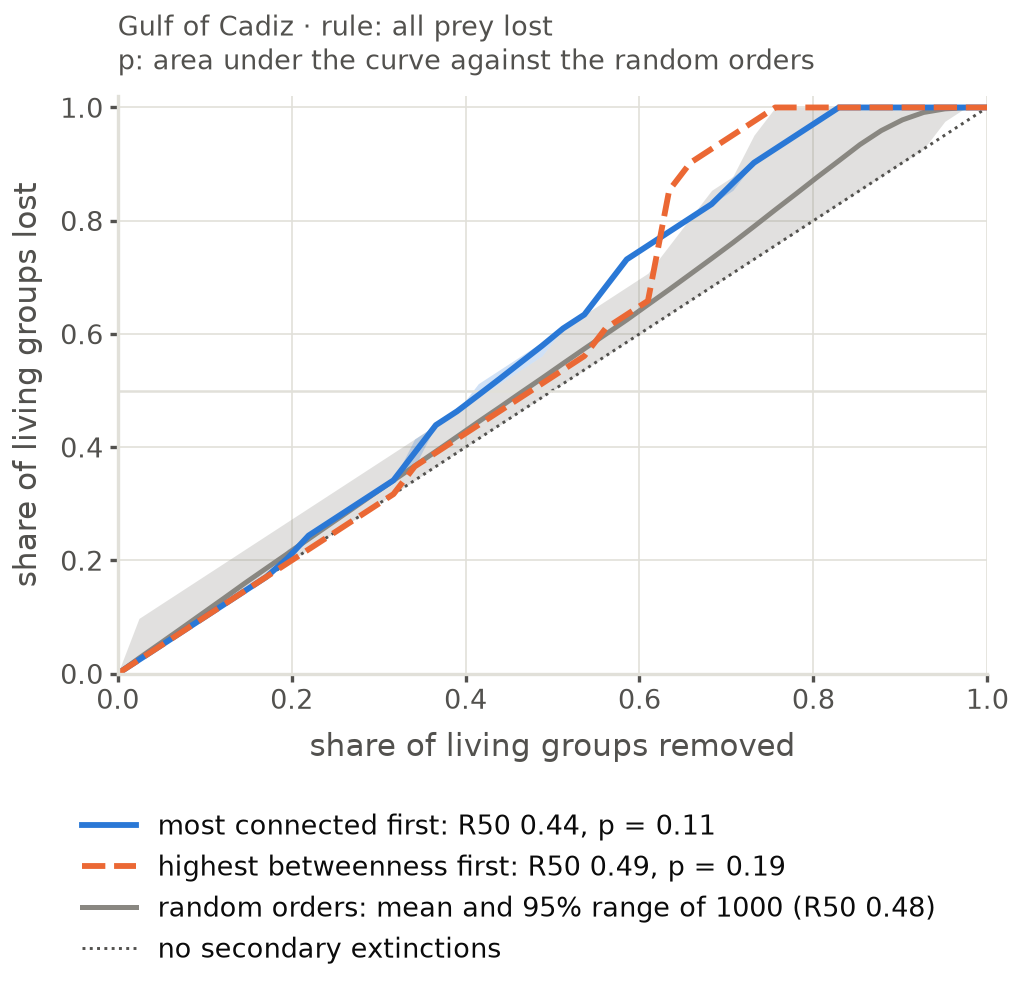 Gulf of Cadiz · rule: all prey lost
p: area under the curve against the random orders
share of living groups lost
1.0
0.8
0.6
0.4
0.2
0.0
0.0 0.2 0.4 0.6 0.8 1.0
share of living groups removed
most connected first: R50 0.44, p = 0.11
highest betweenness first: R50 0.49, p = 0.19
random orders: mean and 95% range of 1000 (R50 0.48)
no secondary extinctions